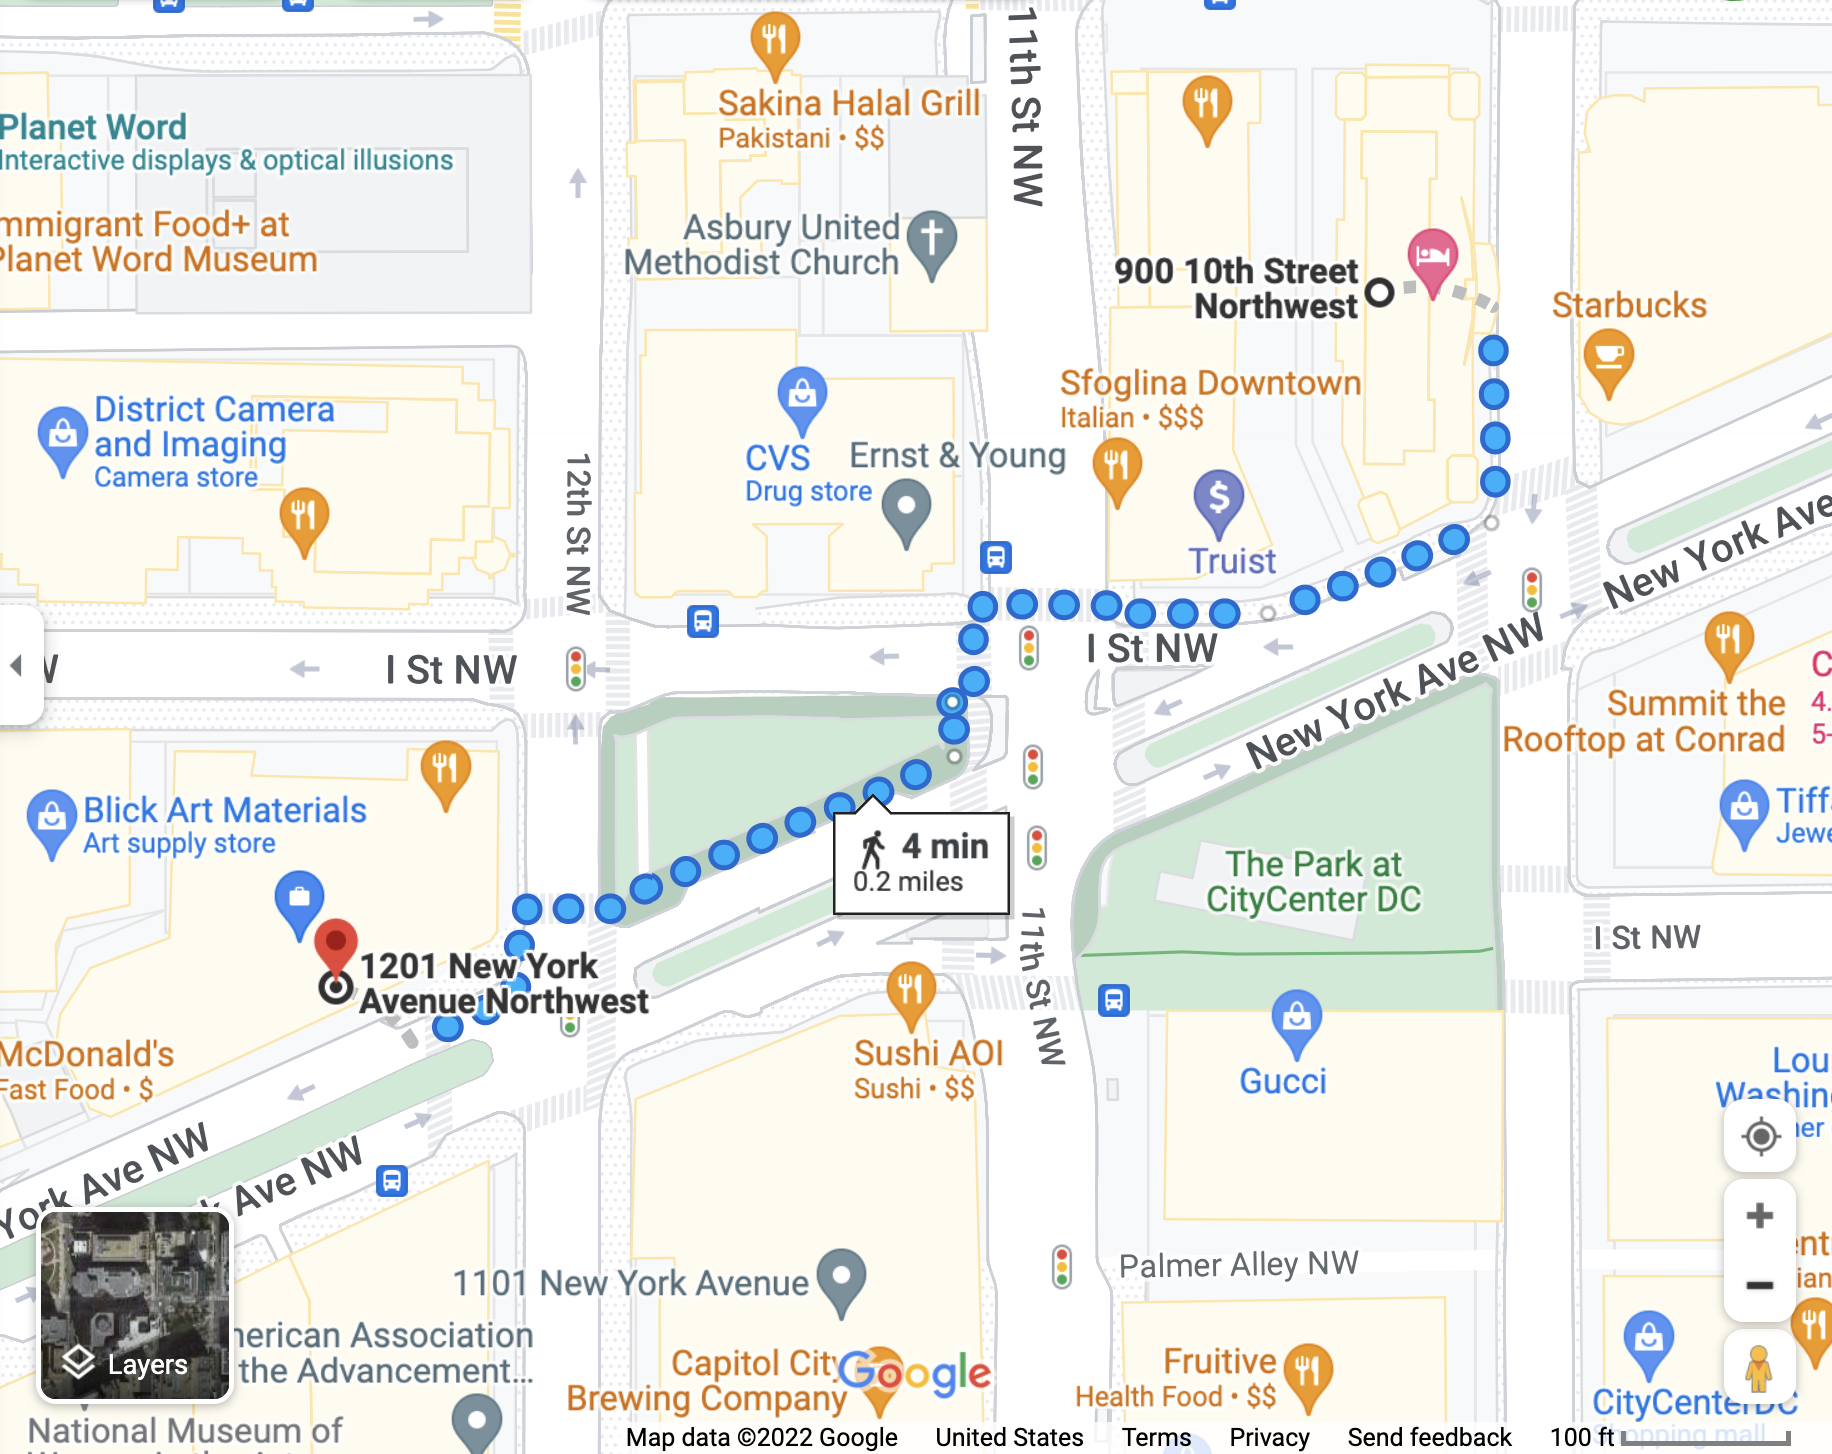 11th St NW
Sakina Halal Grill
Pakistani • $$
Planet Word
Interactive displays & optical illusions
mmigrant Food+ at
Planet Word Museum
Asbury United
Methodist Church
900 10th Street
Northwest
Starbucks
Sfoglina Downtown
Italian • $$$
District Camera
and Imaging
Camera store
CVS
Drug store
Ernst & Young
12th St NW
Truist
New York Ave
I St NW
I St NW
W
New York Ave NW
Summit the
Rooftop at Conrad
C
4.
5-
Blick Art Materials
Art supply store
Tiff
Jewe
4 min
0.2 miles
The Park at
CityCenter DC
11th St NW
I St NW
1201 New York
Avenue Northwest
McDonald's
Fast Food • $
Sushi AOI
Sushi • $$
Gucci
Lou
Washin
ner
York Ave NW
k Ave NW
Palmer Alley NW
1101 New York Avenue
nt
ian
Layers
nerican Association
the Advancement...
Capitol City
Brewing Company
Google
Fruitive
Health Food • $$
CityCenterDC
Shopping mall
National Museum of
Map data ©2022 Google United States Terms Privacy Send feedback 100 ft